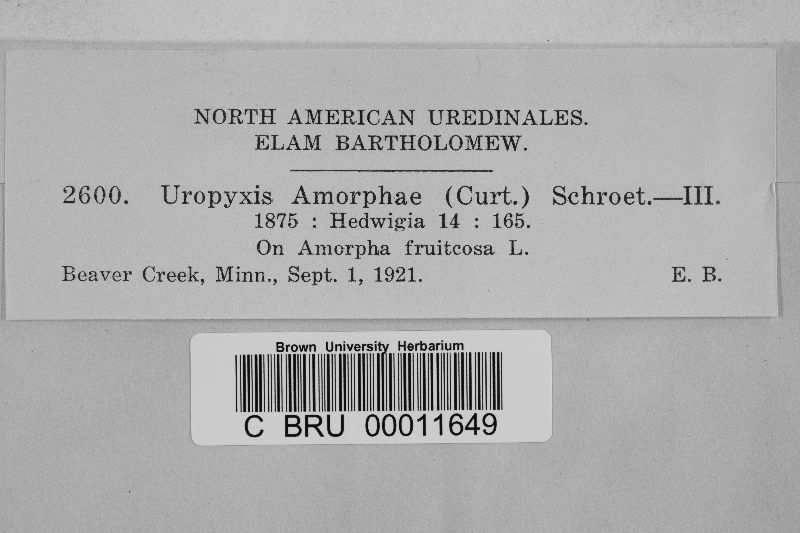 NORTH AMERICAN UREDINALES.
ELAM BARTHOLOMEW.
2600. Uropyxis Amorphae (Curt.) Schroet.—III.
1875 : Hedwigia 14 : 165.
On Amorpha fruitcosa L.
Beaver Creek, Minn., Sept. 1, 1921. E. B.
Brown University Herbarium
C BRU 00011649